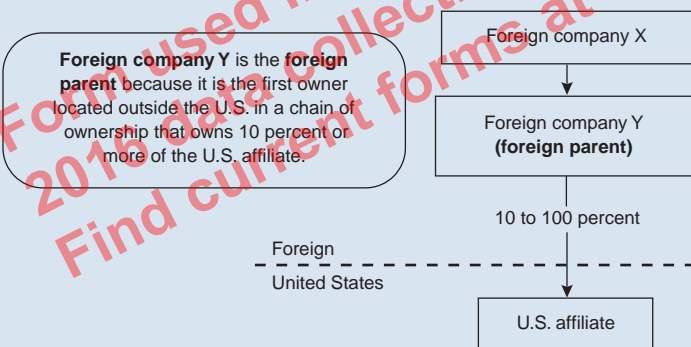 Foreign company Y is the foreign
parent because it is the first owner
located outside the U.S. in a chain of
ownership that owns 10 percent or
more of the U.S. affiliate.
Foreign company X
Foreign company Y
(foreign parent)
10 to 100 percent
Foreign
United States
U.S. affiliate
Form used
2016 data collec
Find current forms at